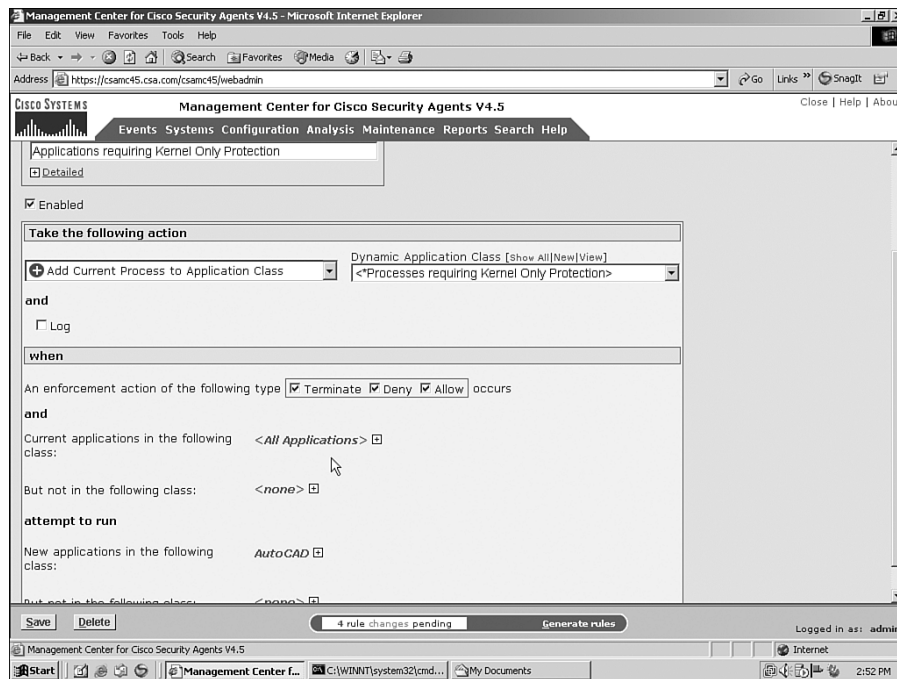 Management Center for Cisco Security Agents V4.5 - Microsoft Internet Explorer
File Edit View Favorites Tools Help
Back Search Favorites Media
Address https://csamc45.csa.com/csamc45/webadmin Go Links » SnagIt
CISCO SYSTEMS
Management Center for Cisco Security Agents V4.5
Close | Help | Abou
Events Systems Configuration Analysis Maintenance Reports Search Help
Applications requiring Kernel Only Protection
Detailed
Enabled
Take the following action
Dynamic Application Class [Show All|New|View]
Add Current Process to Application Class
<*Processes requiring Kernel Only Protection>
and
Log
when
An enforcement action of the following type Terminate Deny Allow occurs
and
Current applications in the following class:
<All Applications>
But not in the following class: <none>
attempt to run
New applications in the following class:
AutoCAD
But not in the following class: <none>
Save Delete 4 rule changes pending Generate rules
Logged in as: admin
Management Center for Cisco Security Agents V4.5 Internet
Start Management Center f... C:\WINNT\system32\cmd... My Documents 2:52 PM